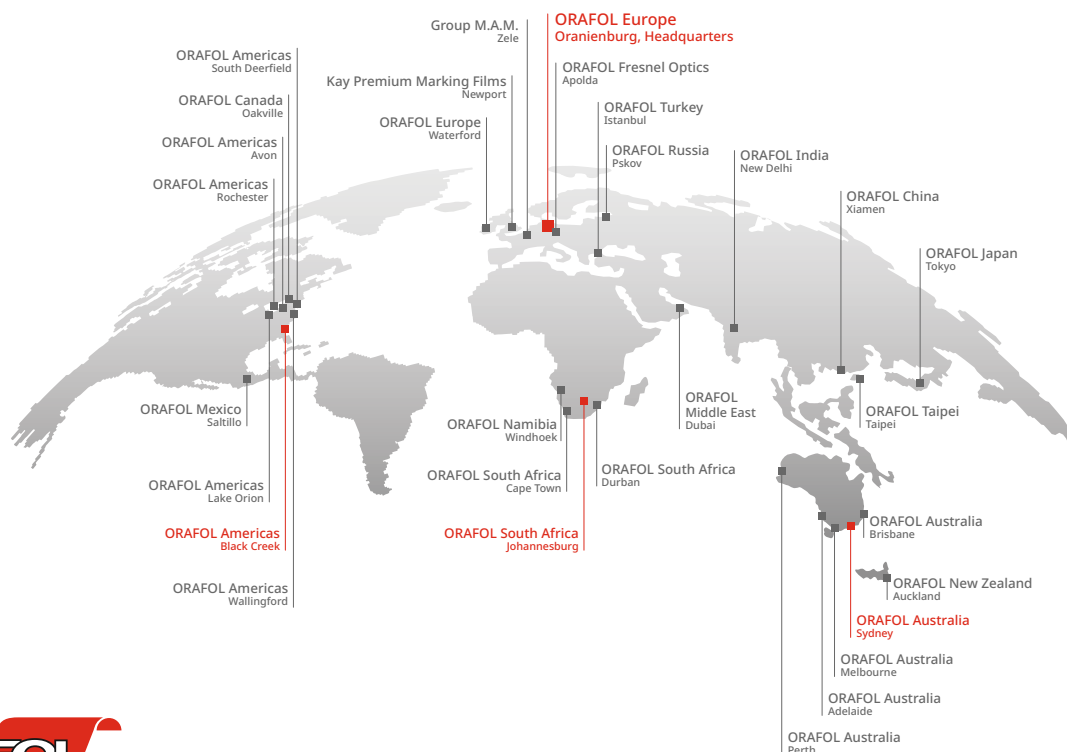 Group M.A.M.
Zele
ORAFOL Europe
Oranienburg, Headquarters
ORAFOL Americas
South Deerfield
ORAFOL Fresnel Optics
Apolda
Kay Premium Marking Films
Newport
ORAFOL Canada
Oakville
ORAFOL Turkey
Istanbul
ORAFOL Europe
Waterford
ORAFOL Americas
Avon
ORAFOL Russia
Pskov
ORAFOL India
New Delhi
ORAFOL Americas
Rochester
ORAFOL China
Xiamen
ORAFOL Japan
Tokyo
ORAFOL Mexico
Saltillo
ORAFOL
Middle East
Dubai
ORAFOL Taipei
Taipei
ORAFOL Namibia
Windhoek
ORAFOL South Africa
Cape Town
ORAFOL South Africa
Durban
ORAFOL Americas
Lake Orion
ORAFOL Americas
Black Creek
ORAFOL South Africa
Johannesburg
ORAFOL Australia
Brisbane
ORAFOL Americas
Wallingford
ORAFOL New Zealand
Auckland
ORAFOL Australia
Sydney
ORAFOL Australia
Melbourne
ORAFOL Australia
Adelaide
ORAFOL Australia
Perth